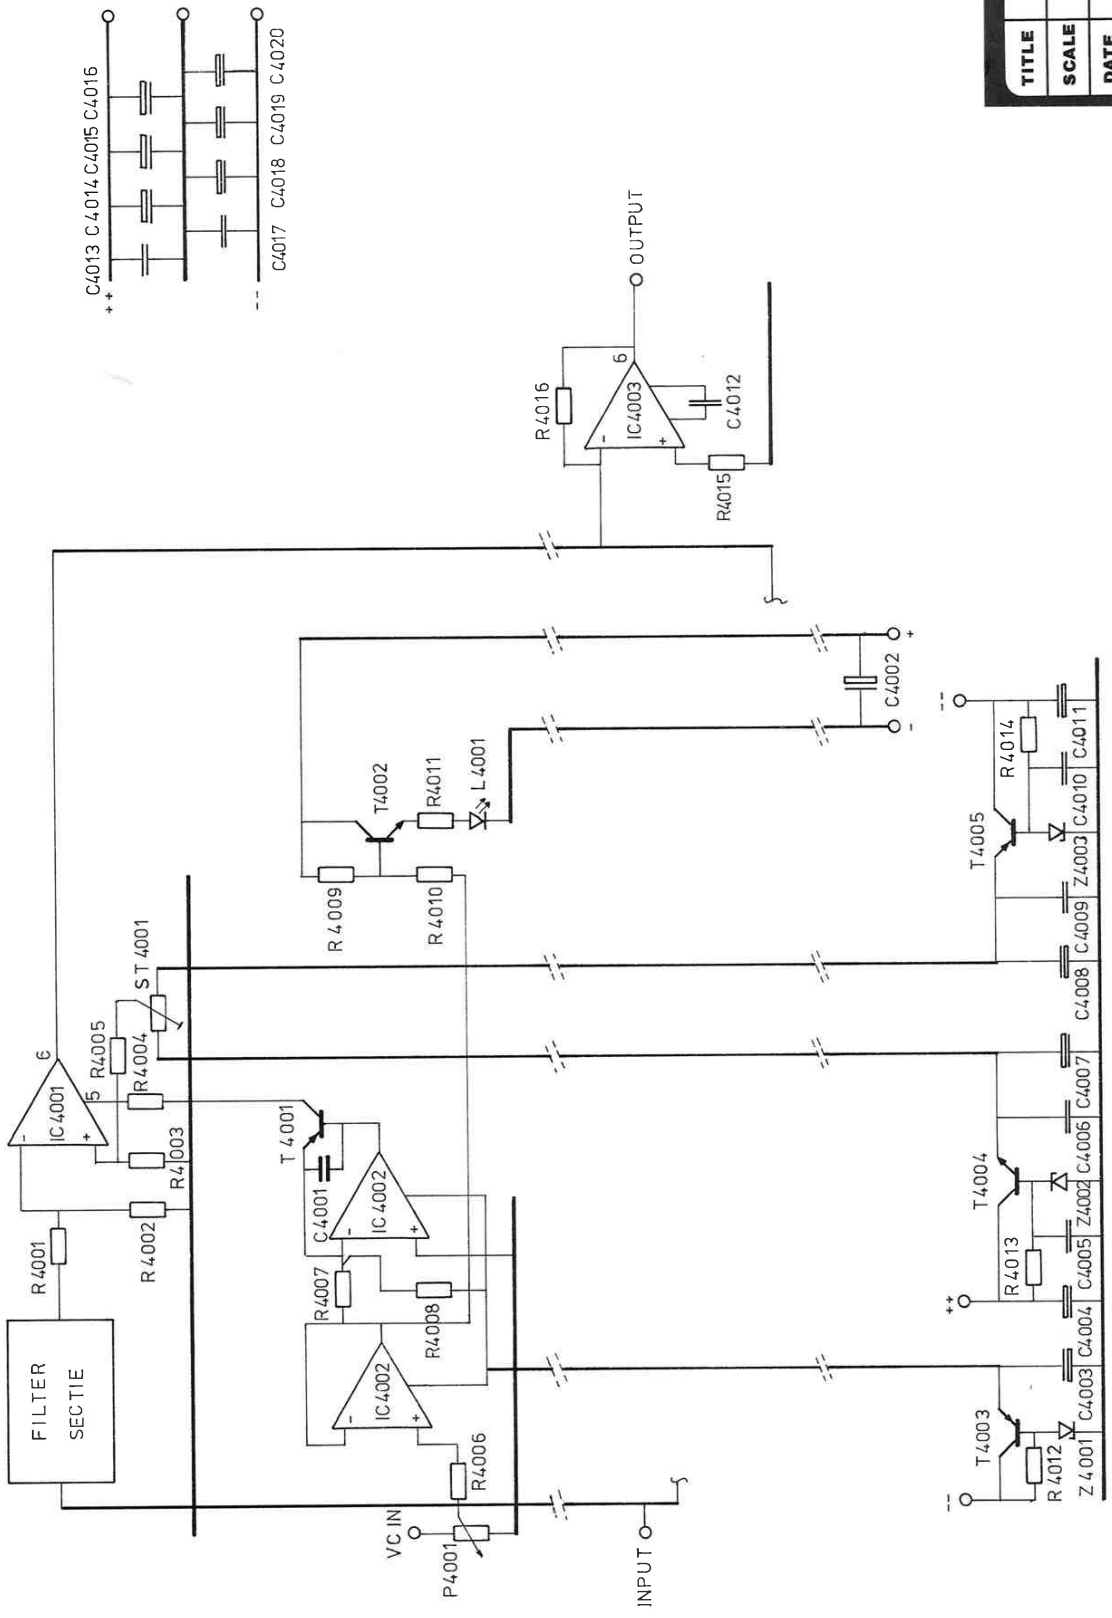 C4013 C4014 C4015 C4016
++
--
C4017 C4018 C4019 C4020
TITLE
SCALE
DATE
FILTER
SECTIE
R4001
R4002
-
+
IC4001
6
5
R4003
R4004
R4005
ST4001
VC IN
P4001
R4006
-
+
IC4002
R4007
R4008
-
+
IC4002
C4001
T4001
R4009
R4010
T4002
R4011
L4001
INPUT
R4016
-
+
IC4003
6
R4015
C4012
OUTPUT
-
+
C4002
--
T4003
R4012
Z4001
C4003
C4004
++
R4013
T4004
C4005
Z4002
C4006
C4007
C4008
C4009
T4005
Z4003
C4010
R4014
C4011
--